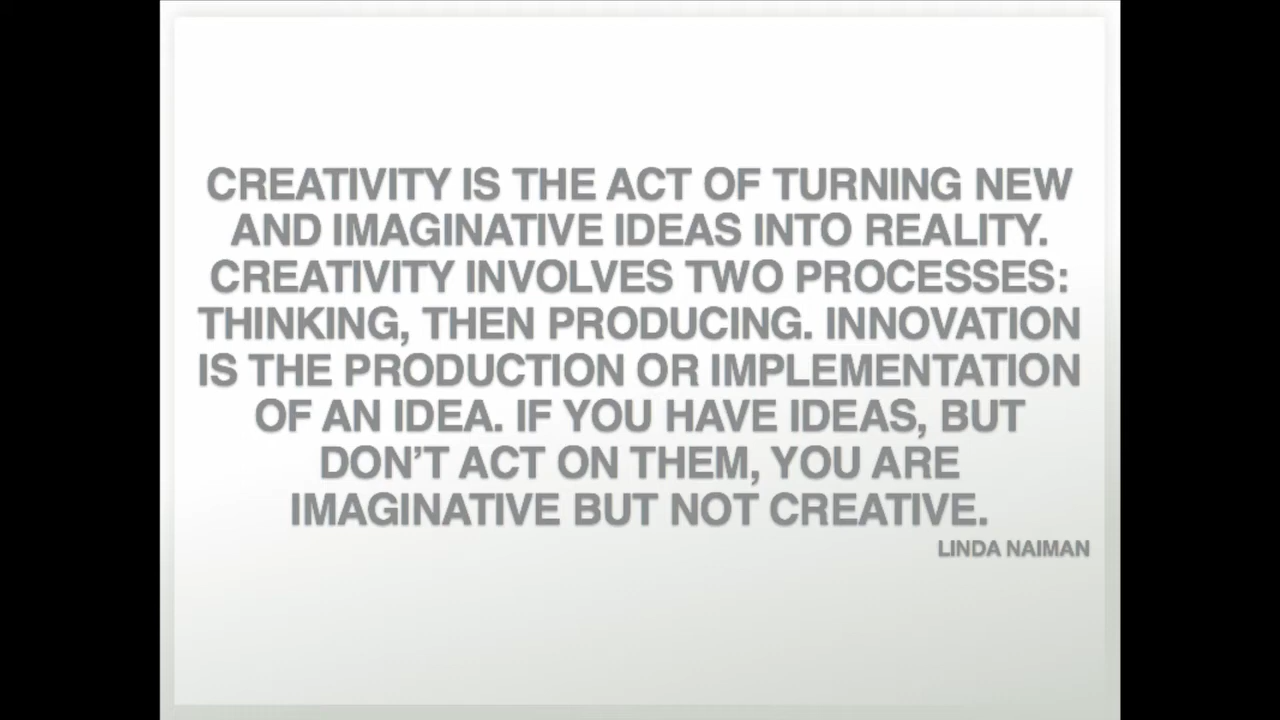 CREATIVITY IS THE ACT OF TURNING NEW
AND IMAGINATIVE IDEAS INTO REALITY.
CREATIVITY INVOLVES TWO PROCESSES:
THINKING, THEN PRODUCING. INNOVATION
IS THE PRODUCTION OR IMPLEMENTATION
OF AN IDEA. IF YOU HAVE IDEAS, BUT
DON’T ACT ON THEM, YOU ARE
IMAGINATIVE BUT NOT CREATIVE.
LINDA NAIMAN